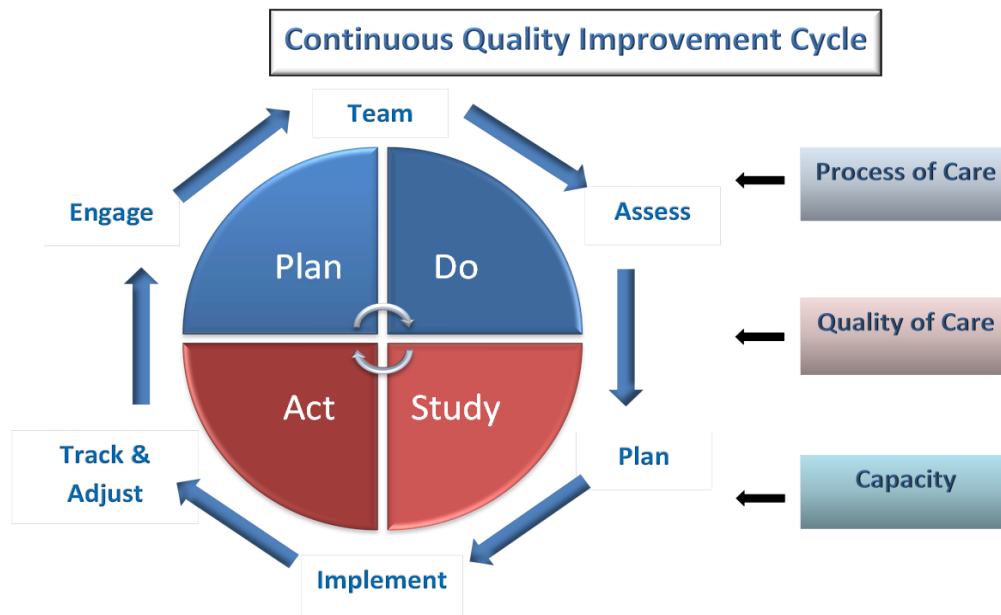 Continuous Quality Improvement Cycle
Team
Engage
Assess
Process of Care
Plan
Do
Quality of Care
Act
Study
Track &
Adjust
Plan
Capacity
Implement